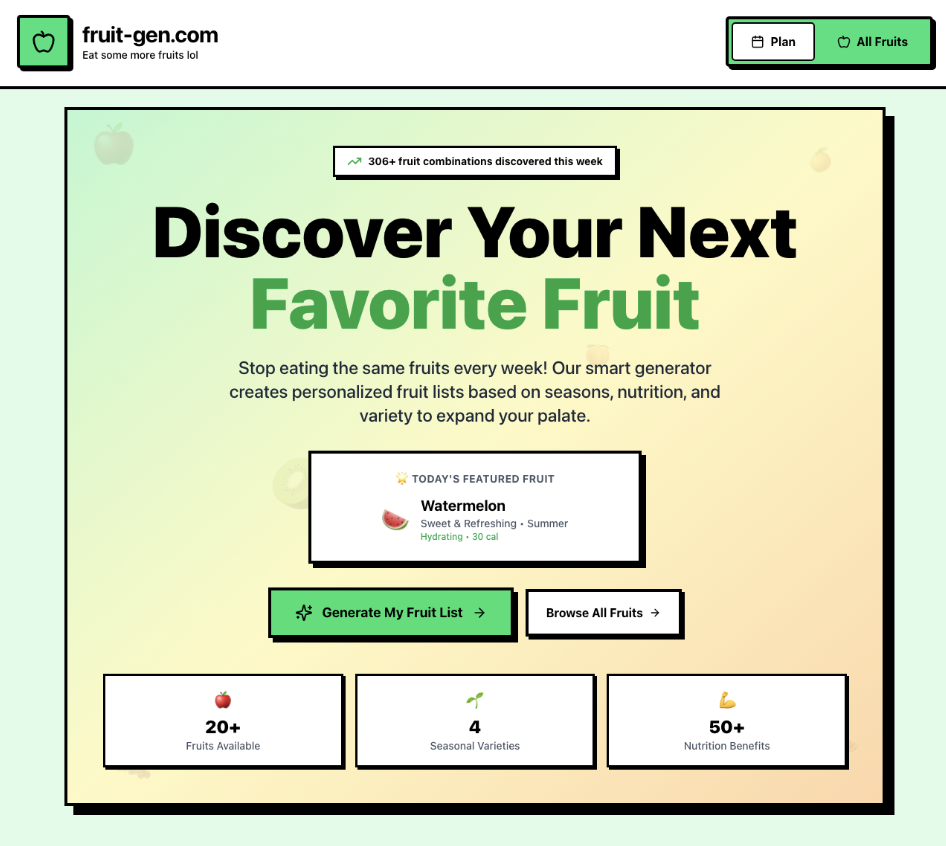 fruit-gen.com
Eat some more fruits lol
Plan
All Fruits
306+ fruit combinations discovered this week
Discover Your Next
Favorite Fruit
Stop eating the same fruits every week! Our smart generator
creates personalized fruit lists based on seasons, nutrition, and
variety to expand your palate.
TODAY'S FEATURED FRUIT
Watermelon
Sweet & Refreshing • Summer
Hydrating • 30 cal
Generate My Fruit List →
Browse All Fruits →
20+
Fruits Available
4
Seasonal Varieties
50+
Nutrition Benefits